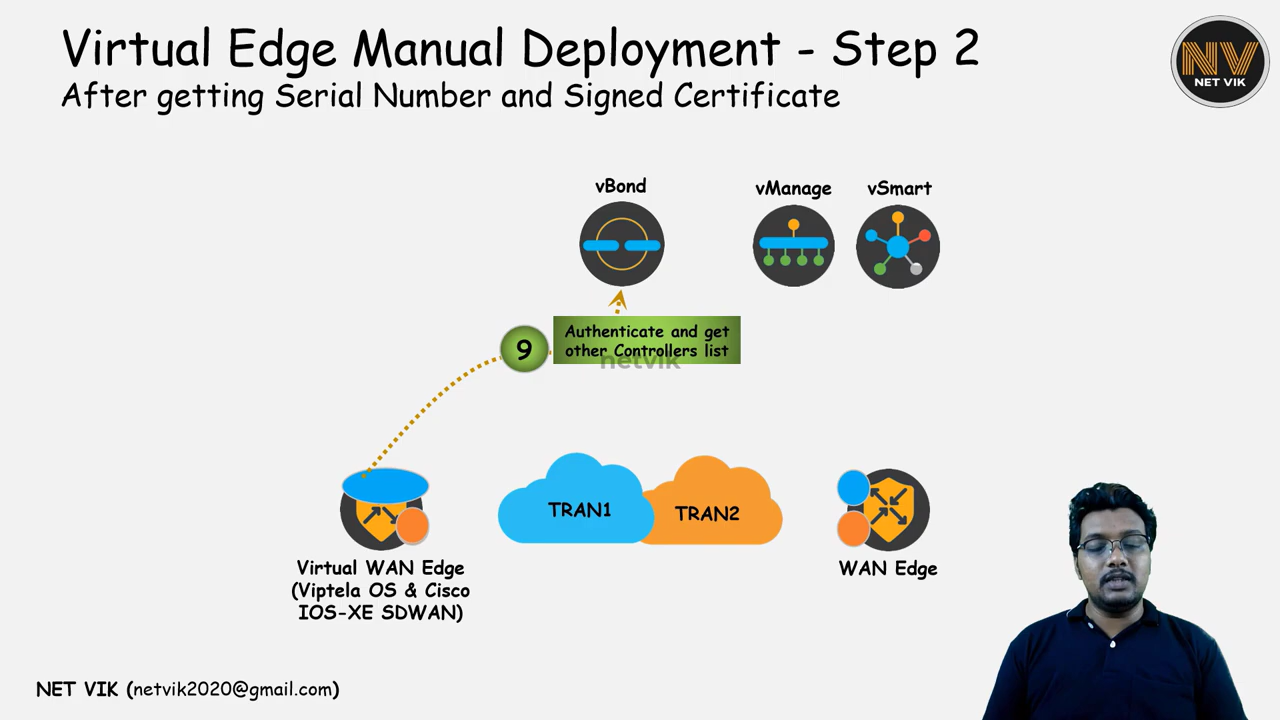 Virtual Edge Manual Deployment - Step 2
After getting Serial Number and Signed Certificate
NV
NET VIK
vBond
vManage
vSmart
9
Authenticate and get
other Controllers list
netvik
TRAN1
TRAN2
Virtual WAN Edge
(Viptela OS & Cisco
IOS-XE SDWAN)
WAN Edge
NET VIK (netvik2020@gmail.com)